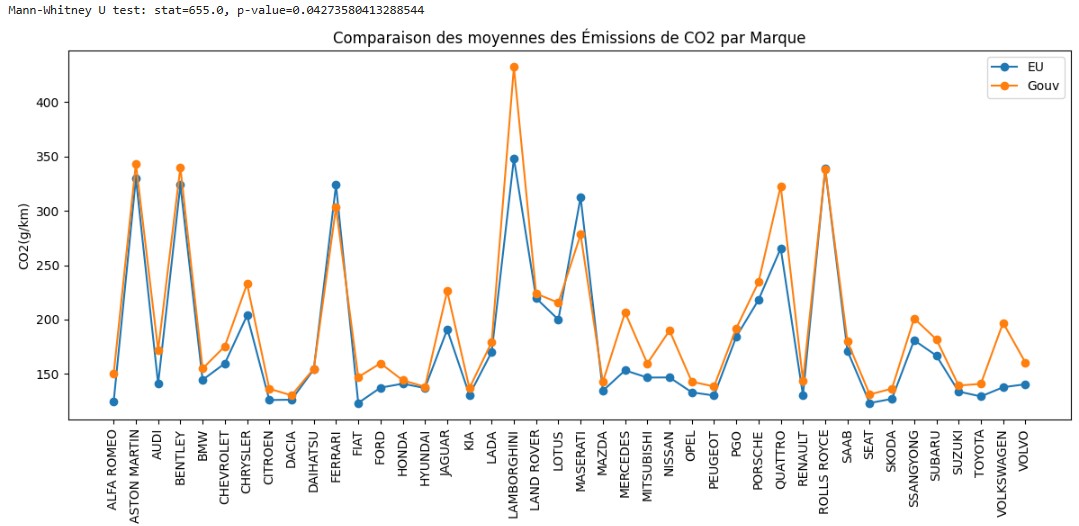 Mann-Whitney U test: stat=655.0, p-value=0.04273580413288544
Comparaison des moyennes des Émissions de CO2 par Marque
EU
Gouv
CO2(g/km)
400
350
300
250
200
150
ALFA ROMEO
ASTON MARTIN
AUDI
BENTLEY
BMW
CHEVROLET
CHRYSLER
CITROEN
DACIA
DAIHATSU
FERRARI
FIAT
FORD
HONDA
HYUNDAI
JAGUAR
KIA
LADA
LAMBORGHINI
LAND ROVER
LOTUS
MASERATI
MAZDA
MERCEDES
MITSUBISHI
NISSAN
OPEL
PEUGEOT
PGO
PORSCHE
QUATTRO
RENAULT
ROLLS ROYCE
SAAB
SEAT
SKODA
SSANGYONG
SUBARU
SUZUKI
TOYOTA
VOLKSWAGEN
VOLVO